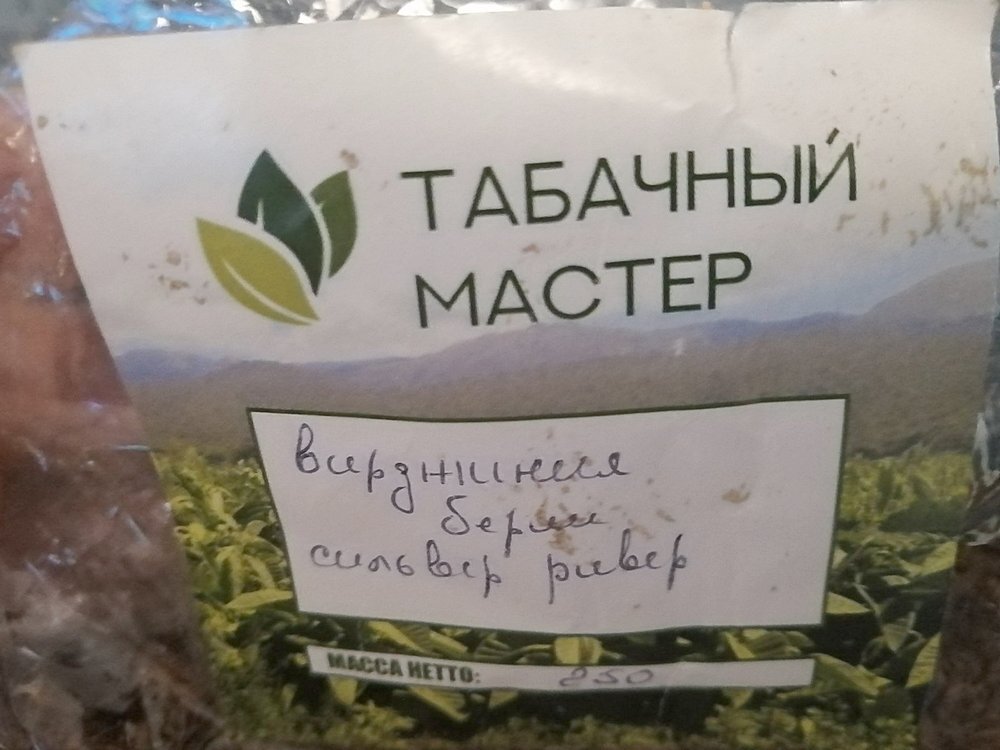 ТАБАЧНЫЙ
МАСТЕР
вирджиния
берли
сильвер ривер
МАССА НЕТТО: 250